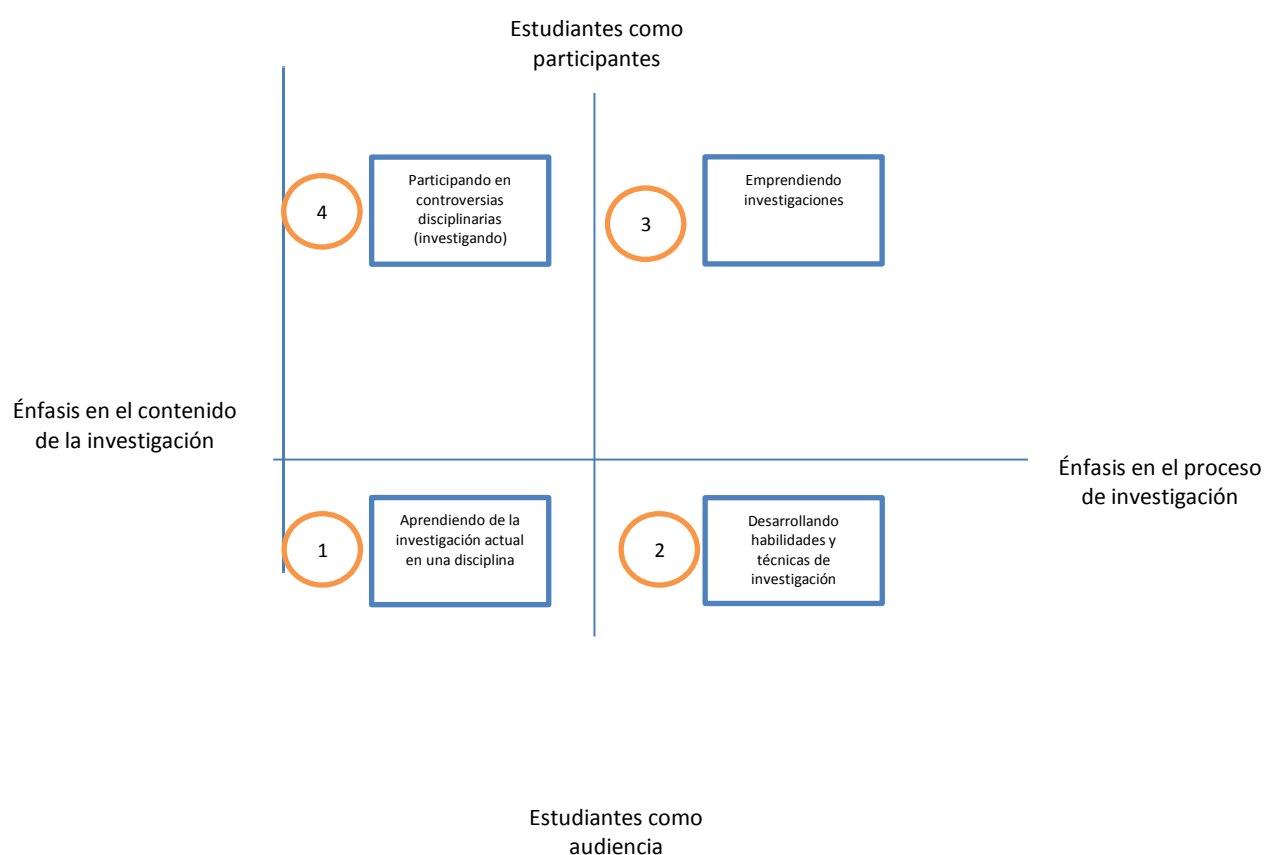 Estudiantes como
participantes
4
Participando en
controversias
disciplinarias
(investigando)
3
Emprendiendo
investigaciones
Énfasis en el contenido
de la investigación
Énfasis en el proceso
de investigación
1
Aprendiendo de la
investigación actual
en una disciplina
2
Desarrollando
habilidades y
técnicas de
investigación
Estudiantes como
audiencia